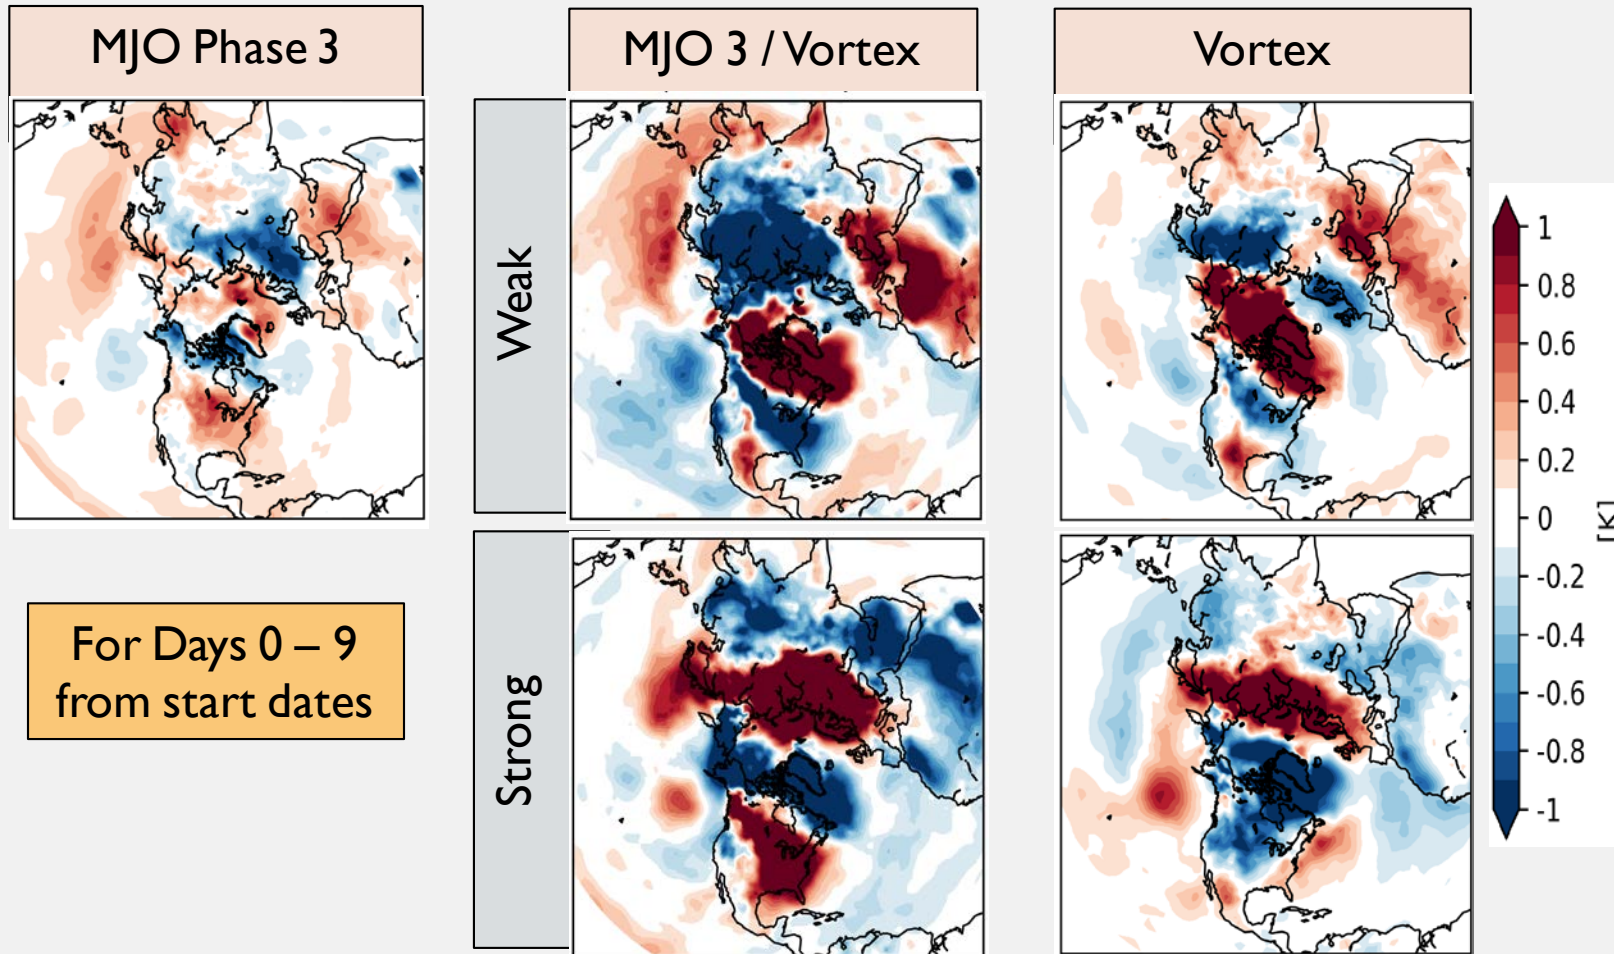 MJO Phase 3
MJO 3 / Vortex
Vortex
Weak
Strong
For Days 0 – 9
from start dates
1
0.8
0.6
0.4
0.2
0
-0.2
-0.4
-0.6
-0.8
-1
[K]